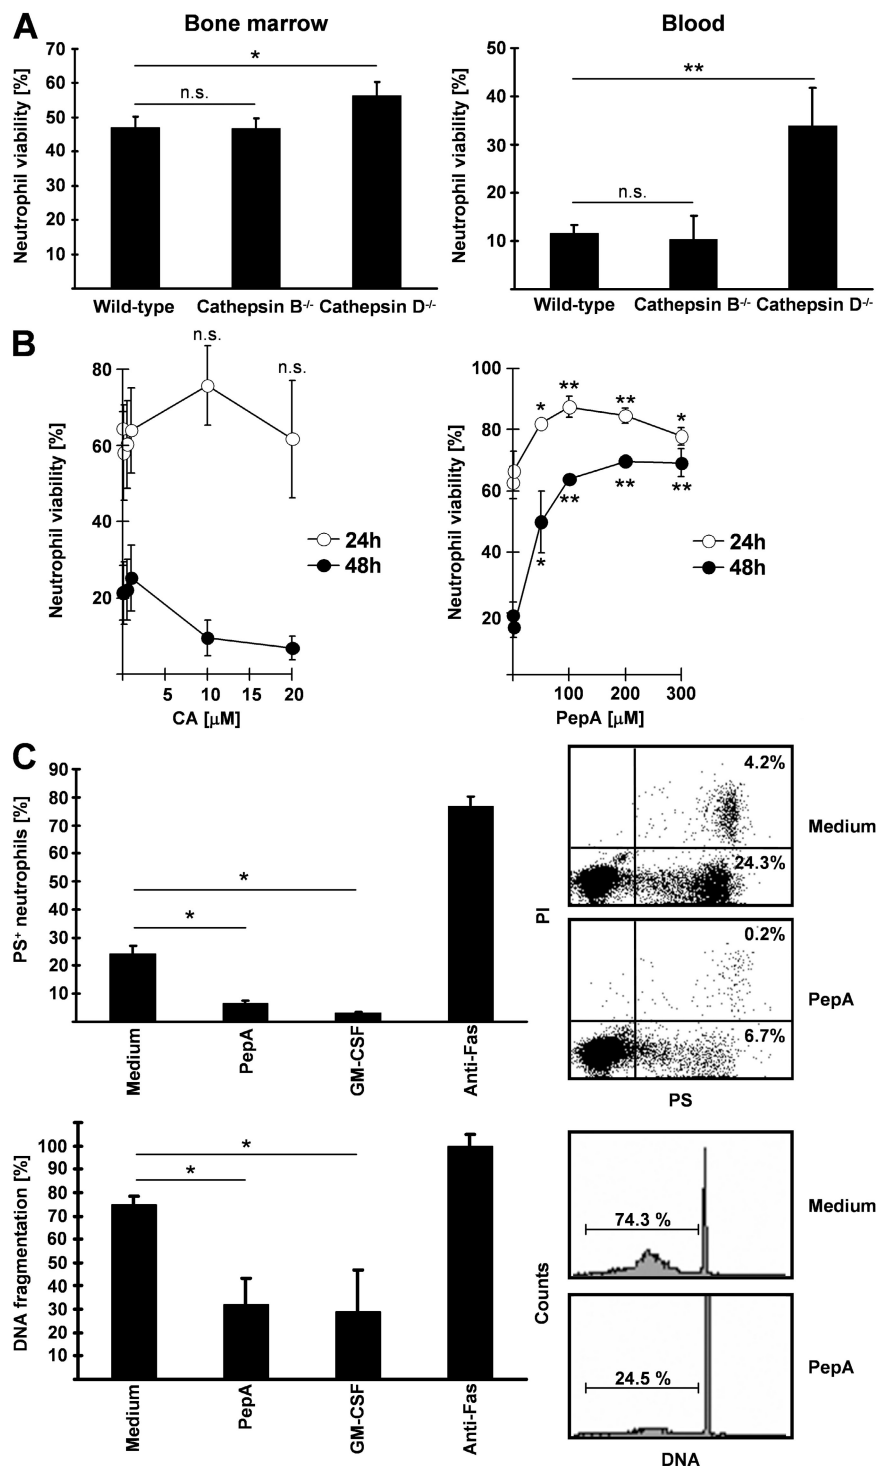 A
Bone marrow
Blood
Neutrophil viability [%]
70
60
50
40
30
20
10
*
n.s.
Wild-type
Cathepsin B-/-
Cathepsin D-/-
Neutrophil viability [%]
50
40
30
20
10
**
n.s.
Wild-type
Cathepsin B-/-
Cathepsin D-/-
B
Neutrophil viability [%]
80
60
40
20
n.s.
n.s.
24h
48h
5 10 15 20
CA [μM]
Neutrophil viability [%]
100
80
60
40
20
* ** ** *
* ** ** **
24h
48h
100 200 300
PepA [μM]
C
PS+ neutrophils [%]
90
80
70
60
50
40
30
20
10
*
*
Medium
PepA
GM-CSF
Anti-Fas
4.2%
24.3%
Medium
PI
0.2%
6.7%
PepA
PS
DNA fragmentation [%]
100
90
80
70
60
50
40
30
20
10
*
*
Medium
PepA
GM-CSF
Anti-Fas
74.3 %
Medium
Counts
24.5 %
PepA
DNA